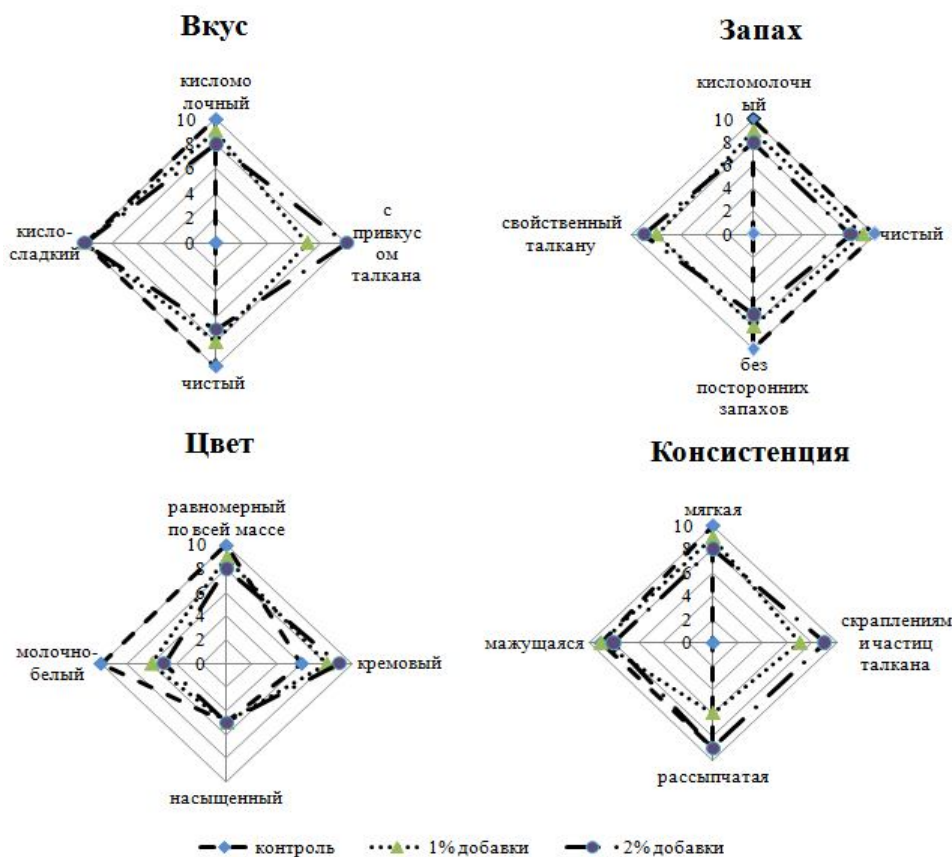 Вкус
кисломо
лочный
10
8
6
4
2
0
с
привкус
ом
талкана
кисло-
сладкий
чистый
Запах
кисломолочн
ый
10
8
6
4
2
0
свойственный
талкану
чистый
без
посторонних
запахов
Цвет
равномерный
по всей массе
10
8
6
4
2
0
молочно-
белый
кремовый
насыщенный
Консистенция
мягкая
10
8
6
4
2
0
мажущаяся
скраплениям
и частиц
талкана
рассыпчатая
контроль 1% добавки 2% добавки